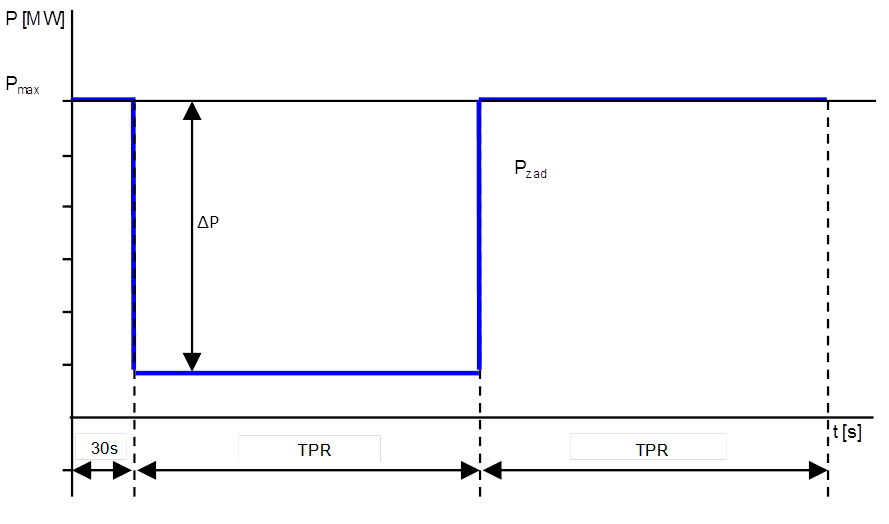 P [MW]
Pmax
Pzad
ΔP
t [s]
30s
TPR
TPR